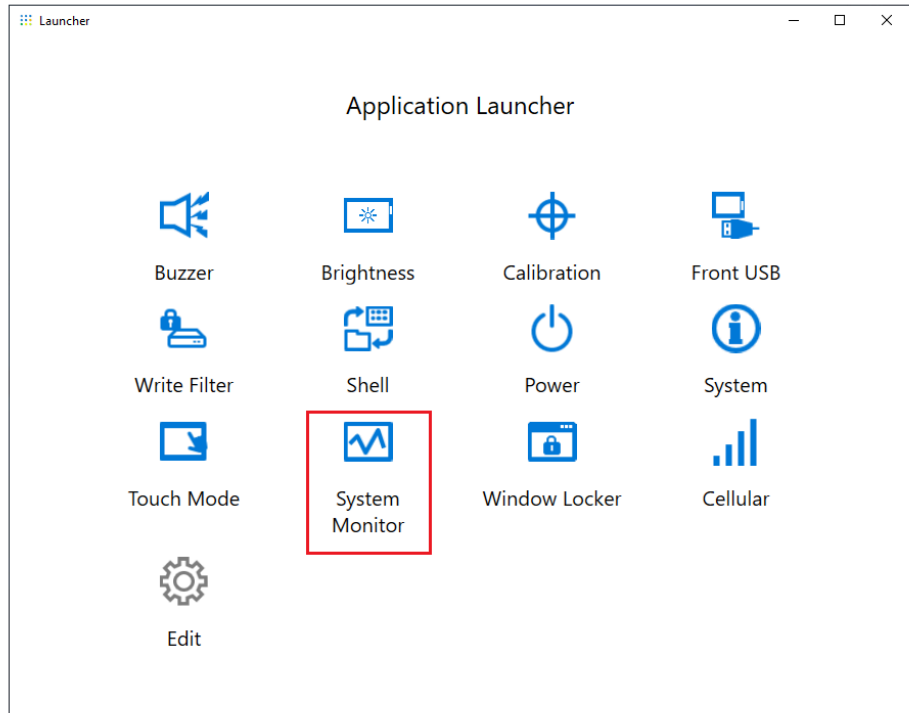 Launcher
Application Launcher
Buzzer
Brightness
Calibration
Front USB
Write Filter
Shell
Power
System
Touch Mode
System
Monitor
Window Locker
Cellular
Edit